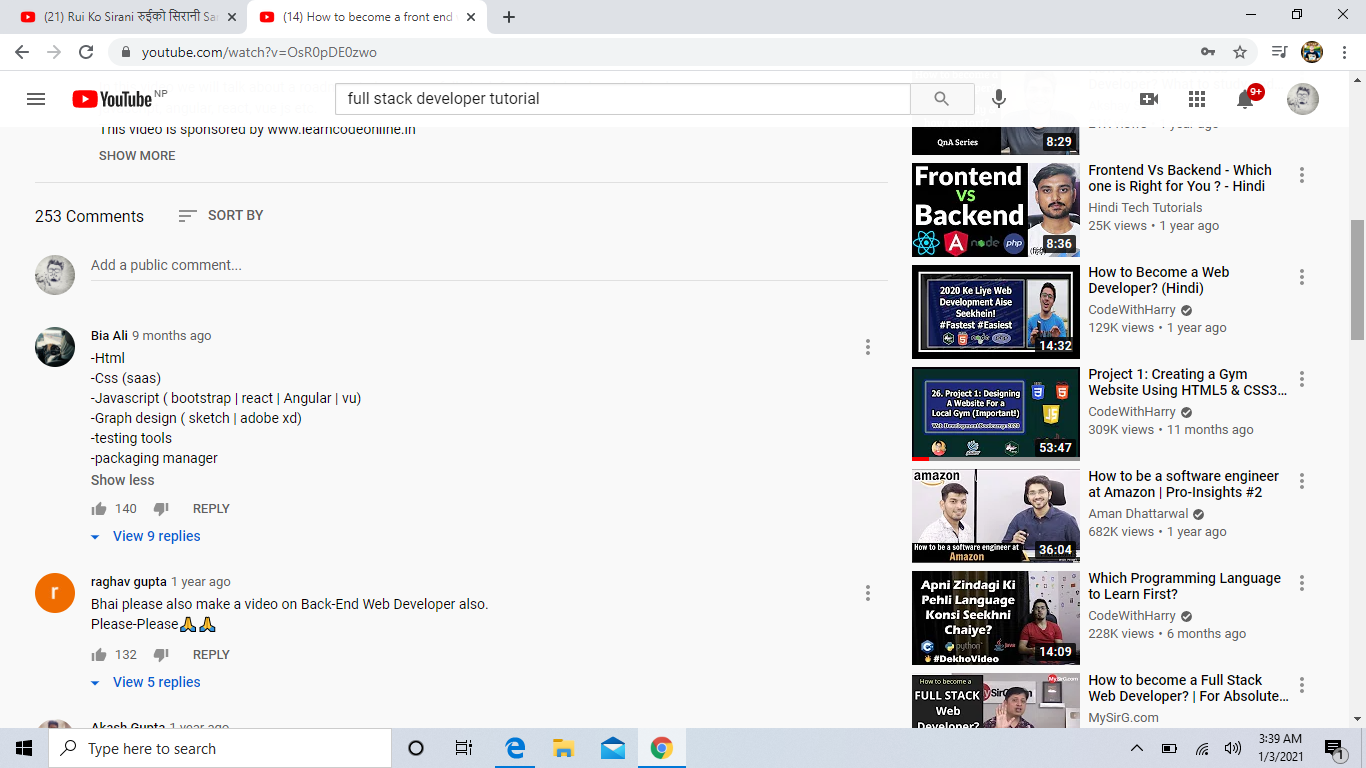 (21) Rui Ko Sirani रुईको सिरानी Sar
(14) How to become a front end
youtube.com/watch?v=OsR0pDE0zwo
YouTube NP
full stack developer tutorial
9+
This video is sponsored by www.learncodeonline.in
SHOW MORE
253 Comments
SORT BY
Add a public comment...
Bia Ali 9 months ago
-Html
-Css (saas)
-Javascript ( bootstrap | react | Angular | vu)
-Graph design ( sketch | adobe xd)
-testing tools
-packaging manager
Show less
140
REPLY
View 9 replies
raghav gupta 1 year ago
Bhai please also make a video on Back-End Web Developer also.
Please-Please🙏🙏
132
REPLY
View 5 replies
Akash Gupta 1 year ago
QnA Series
8:29
Frontend
VS
Backend
node
php
8:36
Frontend Vs Backend - Which
one is Right for You ? - Hindi
Hindi Tech Tutorials
25K views • 1 year ago
2020 Ke Liye Web
Development Aise
Seekhein!
#Fastest #Easiest
14:32
How to Become a Web
Developer? (Hindi)
CodeWithHarry
129K views • 1 year ago
26. Project 1: Designing
A Website For a
Local Gym (Important!)
Web Development Bootcamp 2020
53:47
Project 1: Creating a Gym
Website Using HTML5 & CSS3...
CodeWithHarry
309K views • 11 months ago
amazon
How to be a software engineer at
Amazon
36:04
How to be a software engineer
at Amazon | Pro-Insights #2
Aman Dhattarwal
682K views • 1 year ago
Apni Zindagi Ki
Pehli Language
Konsi Seekhni
Chaiye?
python
Java
#DekhoVideo
14:09
Which Programming Language
to Learn First?
CodeWithHarry
228K views • 6 months ago
How to become a
FULL STACK
Web
Developer?
MySirG.com
How to become a Full Stack
Web Developer? | For Absolute...
MySirG.com
Type here to search
3:39 AM
1/3/2021
1